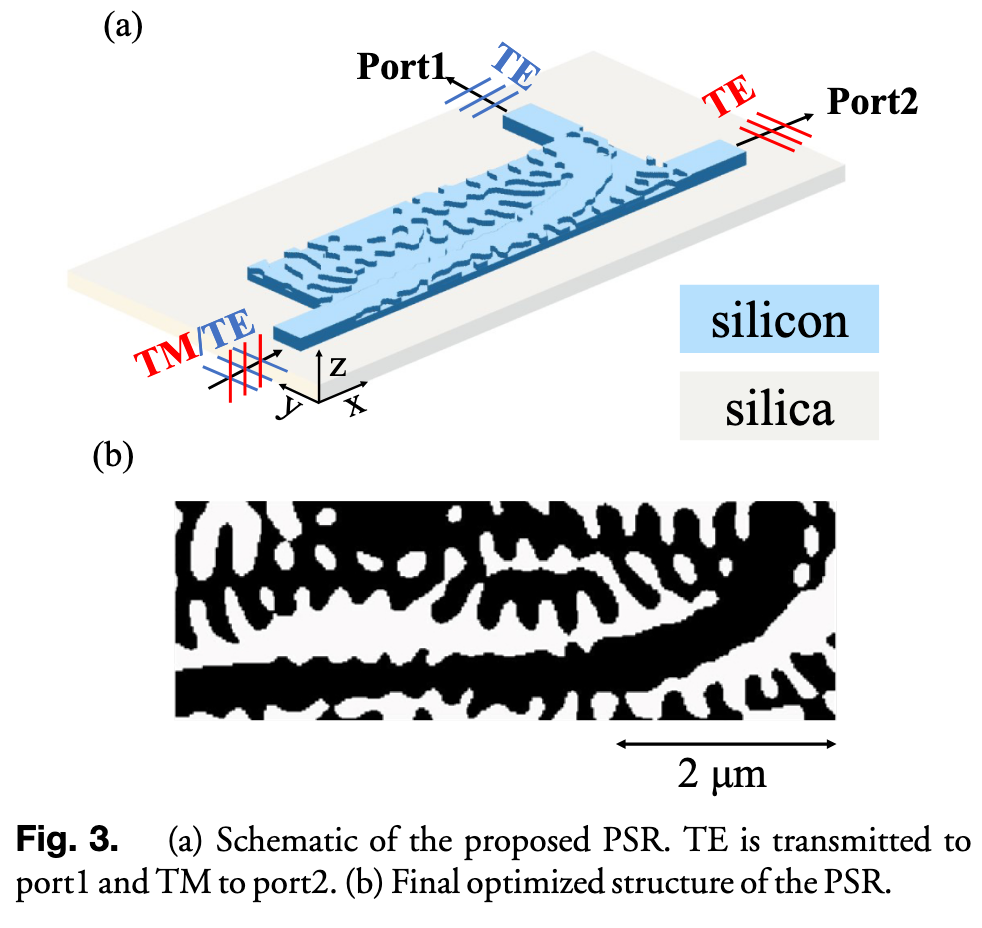 (a)
Port1
TE
TE
Port2
TM/TE
z
y
x
silicon
silica
(b)
2 μm
Fig. 3. (a) Schematic of the proposed PSR. TE is transmitted to
port1 and TM to port2. (b) Final optimized structure of the PSR.